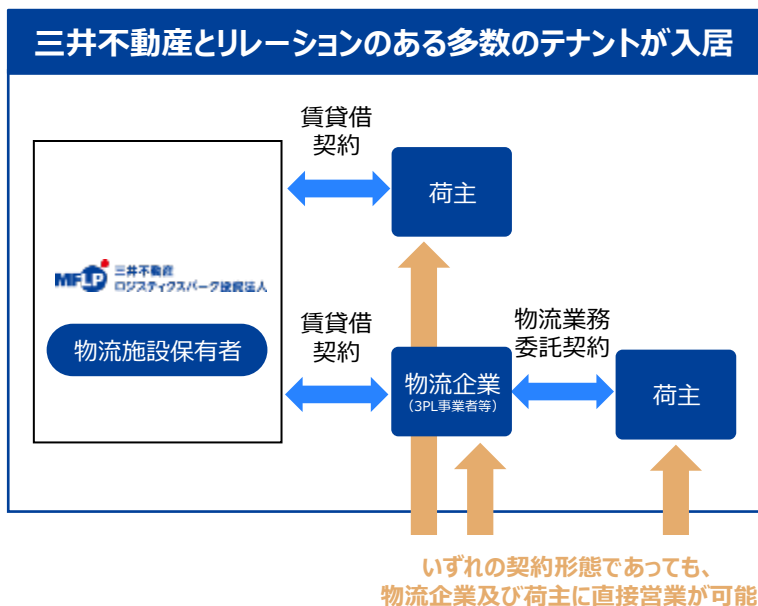 三井不動産とリレーションのある多数のテナントが入居
賃貸借
契約
荷主
MFLP
三井不動産
ロジスティクスパーク投資法人
物流施設保有者
賃貸借
契約
物流企業
（3PL事業者等）
物流業務
委託契約
荷主
いずれの契約形態であっても、
物流企業及び荷主に直接営業が可能